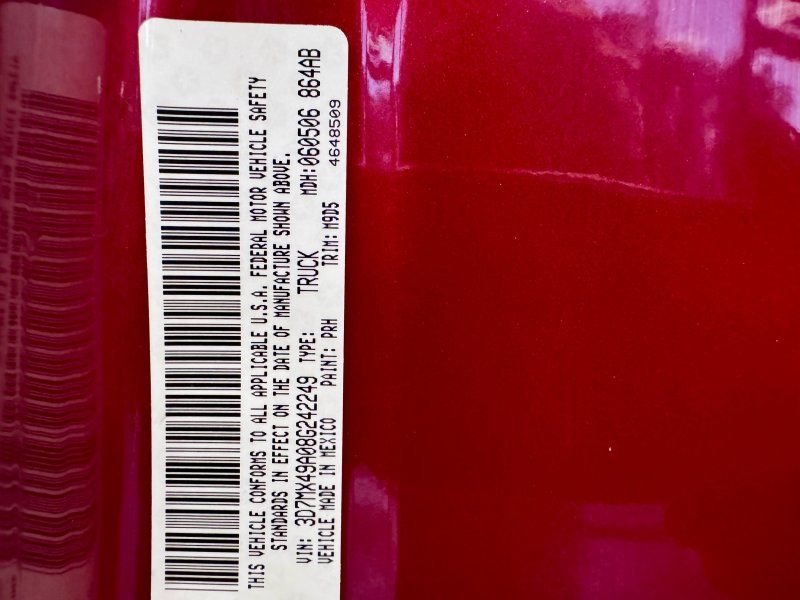 THIS VEHICLE CONFORMS TO ALL APPLICABLE U.S.A. FEDERAL MOTOR VEHICLE SAFETY
STANDARDS IN EFFECT ON THE DATE OF MANUFACTURE SHOWN ABOVE.
VIN: 3D7MX49A08G242249 TYPE: TRUCK MDH:060506 864AB
VEHICLE MADE IN MEXICO PAINT: PRH TRIM: M9D5 4648509